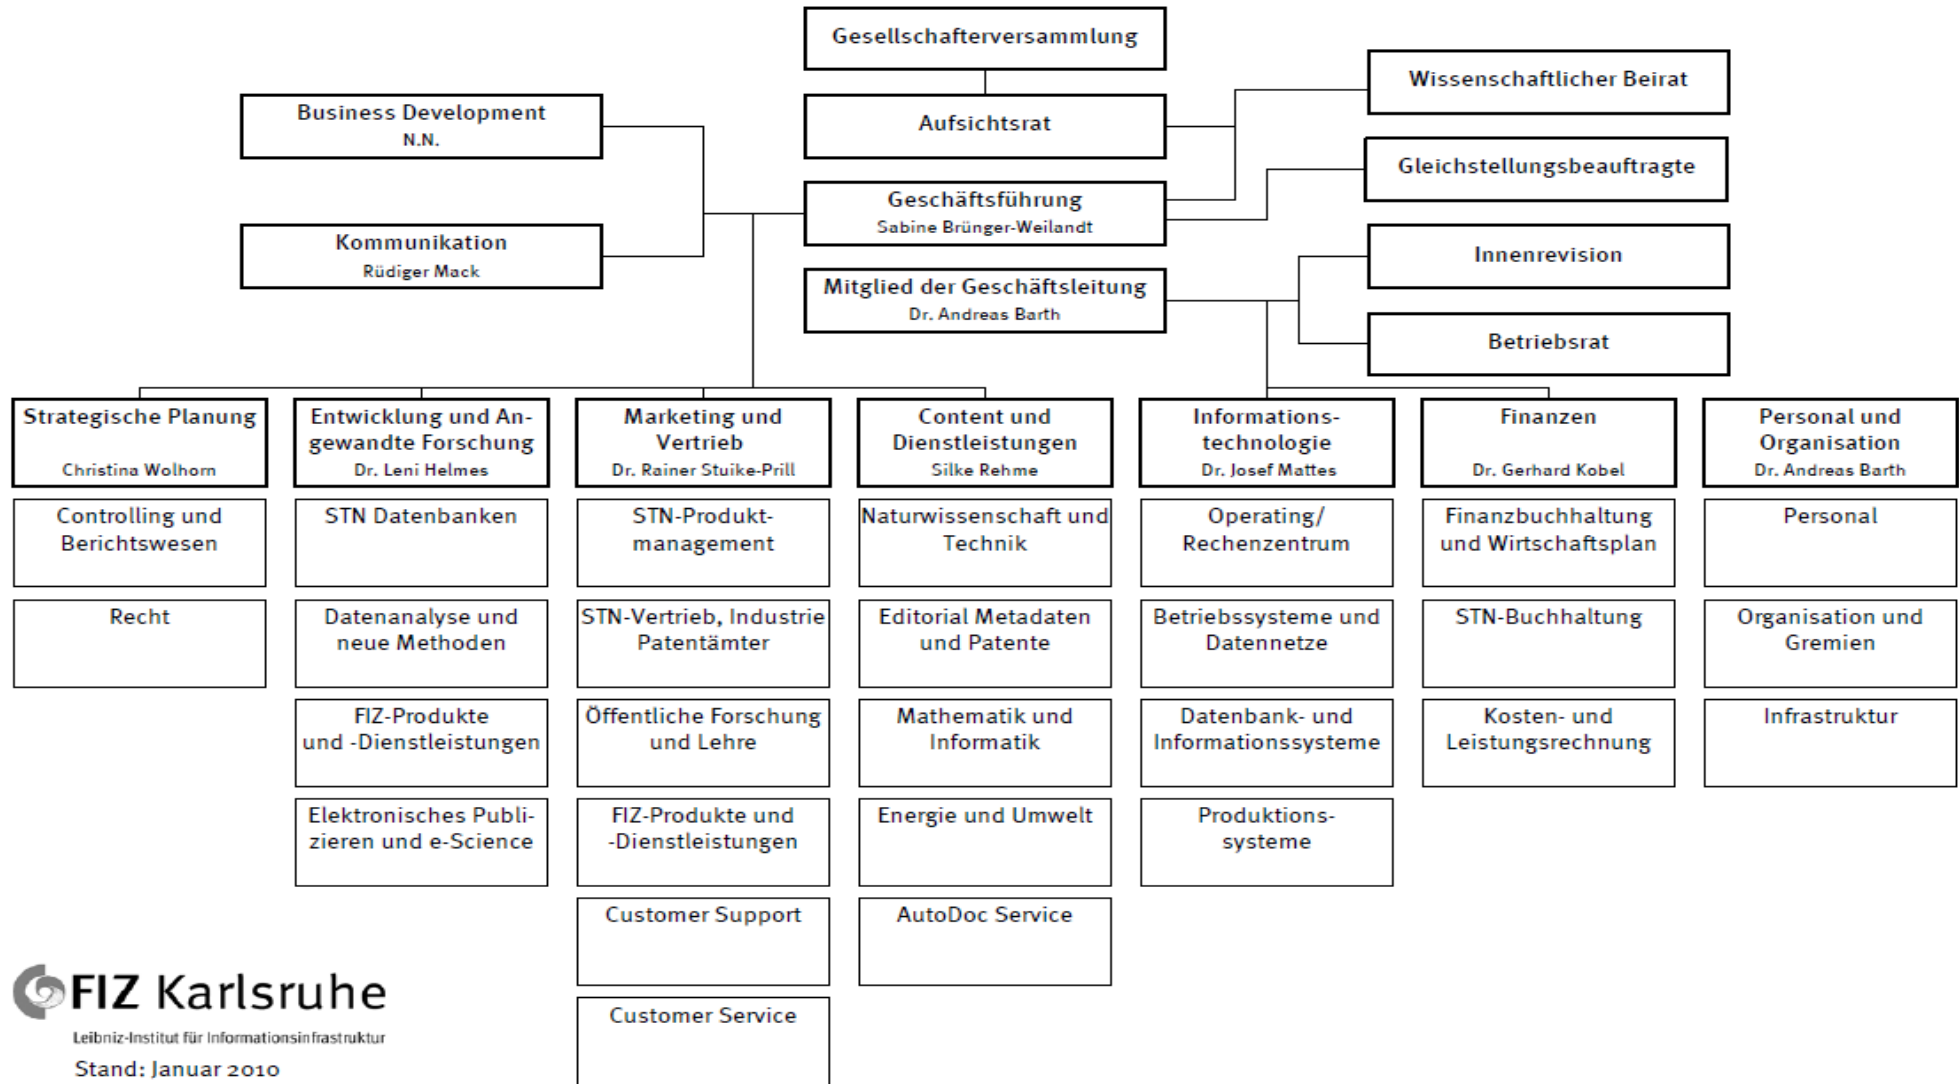 Gesellschafterversammlung
Wissenschaftlicher Beirat
Business Development
N.N.
Aufsichtsrat
Gleichstellungsbeauftragte
Geschäftsführung
Sabine Brünger-Weilandt
Kommunikation
Rüdiger Mack
Innenrevision
Mitglied der Geschäftsleitung
Dr. Andreas Barth
Betriebsrat
Strategische Planung
Christina Wolhorn
Entwicklung und An-
gewandte Forschung
Dr. Leni Helmes
Marketing und
Vertrieb
Dr. Rainer Stuike-Prill
Content und
Dienstleistungen
Silke Rehme
Informations-
technologie
Dr. Josef Mattes
Finanzen
Dr. Gerhard Kobel
Personal und
Organisation
Dr. Andreas Barth
Controlling und
Berichtswesen
STN Datenbanken
STN-Produkt-
management
Naturwissenschaft und
Technik
Operating/
Rechenzentrum
Finanzbuchhaltung
und Wirtschaftsplan
Personal
Recht
Datenanalyse und
neue Methoden
STN-Vertrieb, Industrie
Patentämter
Editorial Metadaten
und Patente
Betriebssysteme und
Datennetze
STN-Buchhaltung
Organisation und
Gremien
FIZ-Produkte
und -Dienstleistungen
Öffentliche Forschung
und Lehre
Mathematik und
Informatik
Datenbank- und
Informationssysteme
Kosten- und
Leistungsrechnung
Infrastruktur
Elektronisches Publi-
zieren und e-Science
FIZ-Produkte und
-Dienstleistungen
Energie und Umwelt
Produktions-
systeme
Customer Support
AutoDoc Service
Customer Service
FIZ Karlsruhe
Leibniz-Institut für Informationsinfrastruktur
Stand: Januar 2010